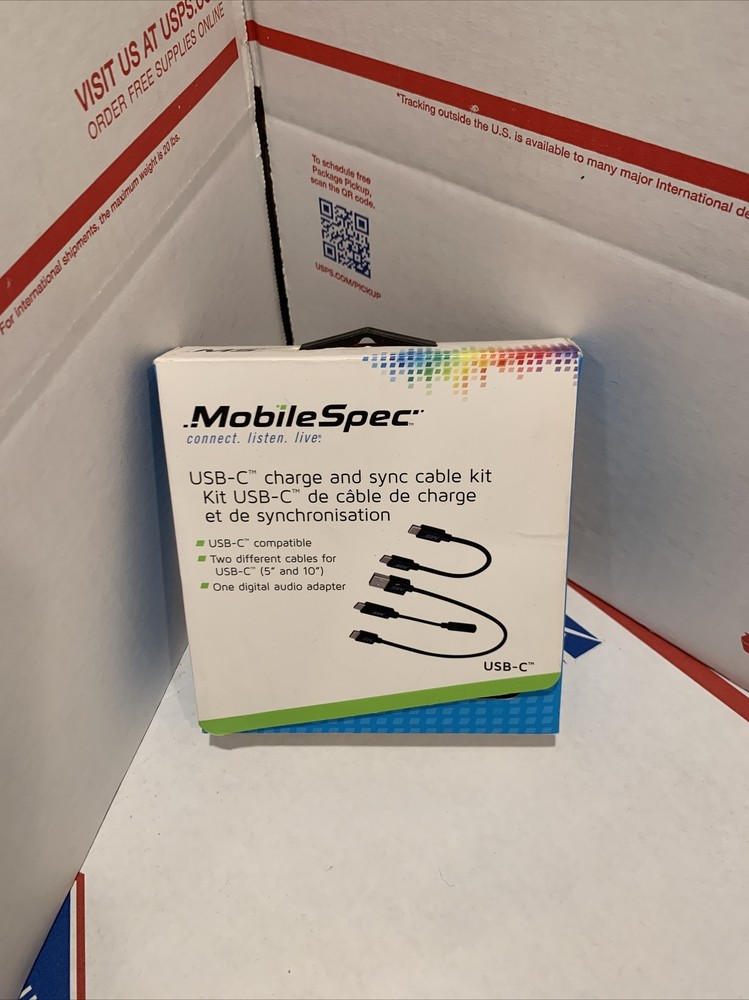 VISIT US AT USPS.CO
ORDER FREE SUPPLIES ONLINE
For international shipments, the maximum weight is 20 lbs.
*Tracking outside the U.S. is available to many major International de
To schedule free
Package Pickup,
scan the QR code.
USPS.COM/PICKUP
MobileSpec™
connect. listen. live.
USB-C™ charge and sync cable kit
Kit USB-C™ de câble de charge
et de synchronisation
USB-C™ compatible
Two different cables for
USB-C™ (5” and 10”)
One digital audio adapter
USB-C™